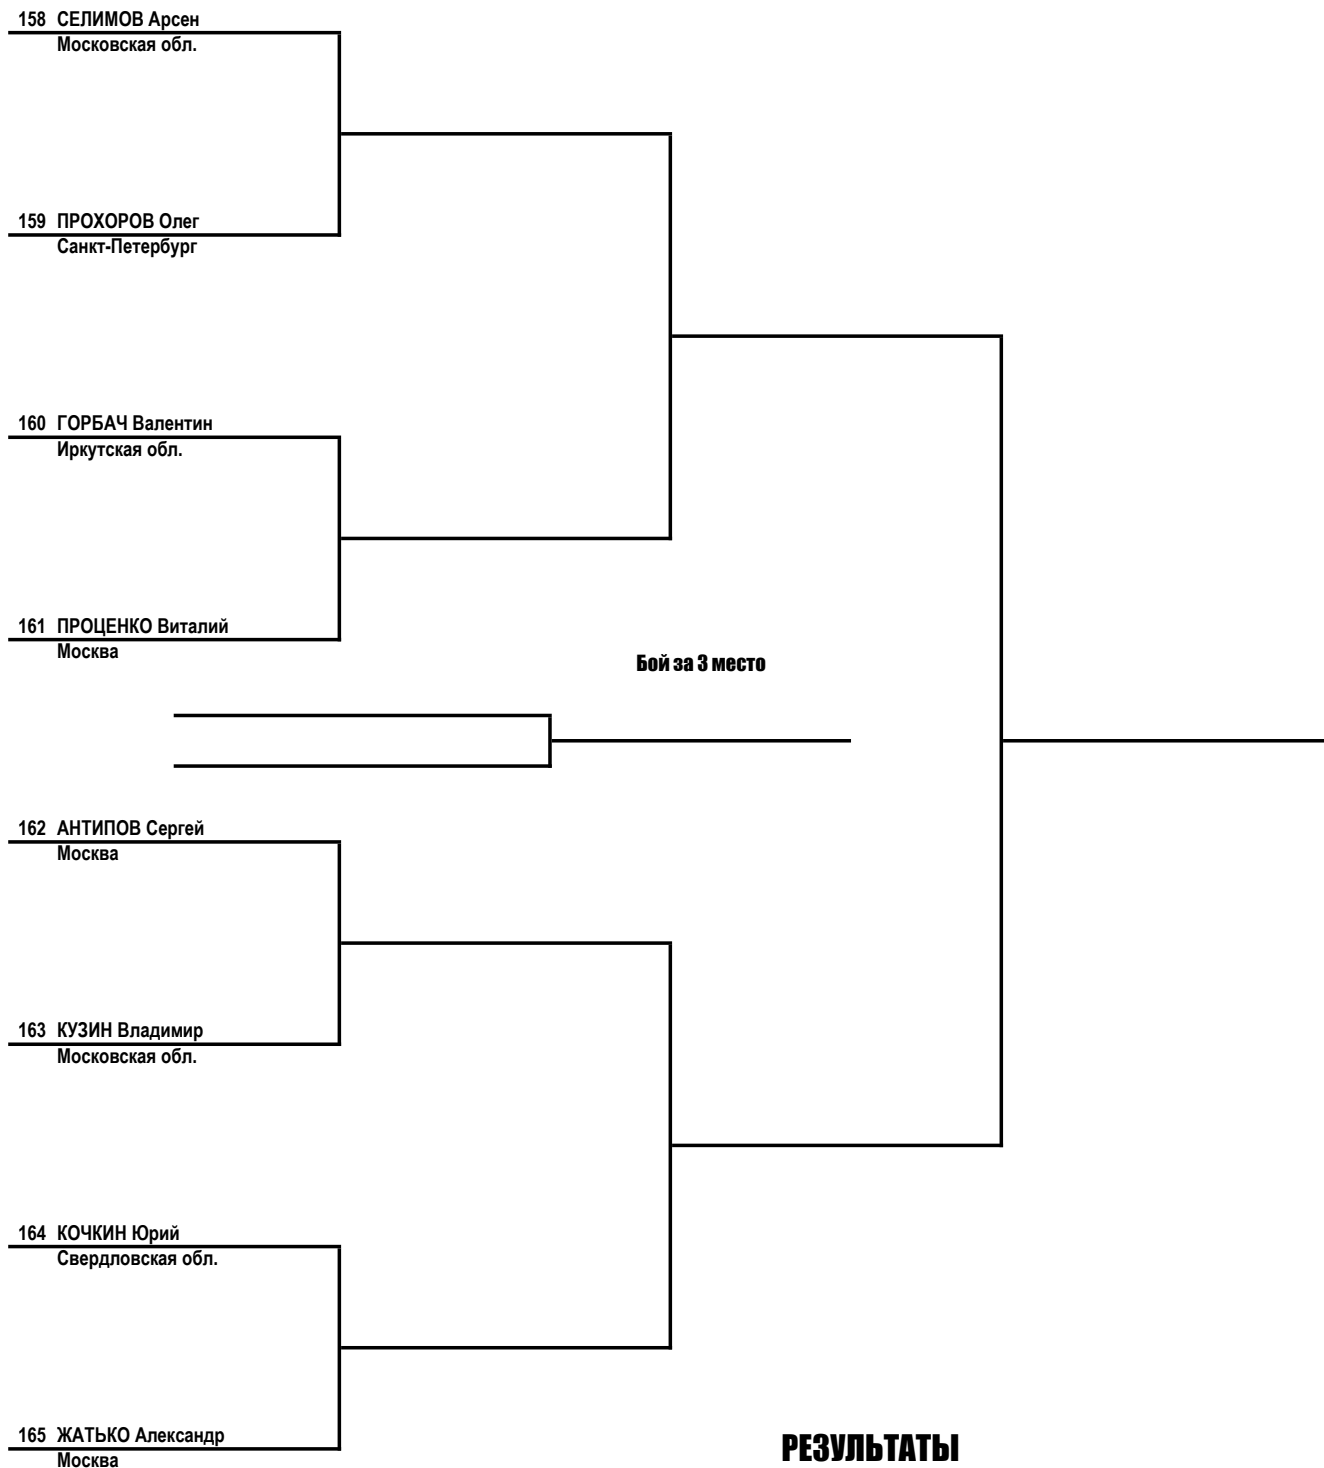 158 СЕЛИМОВ Арсен
Московская обл.
159 ПРОХОРОВ Олег
Санкт-Петербург
160 ГОРБАЧ Валентин
Иркутская обл.
161 ПРОЦЕНКО Виталий
Москва
Бой за 3 место
162 АНТИПОВ Сергей
Москва
163 КУЗИН Владимир
Московская обл.
164 КОЧКИН Юрий
Свердловская обл.
165 ЖАТЬКО Александр
Москва
РЕЗУЛЬТАТЫ